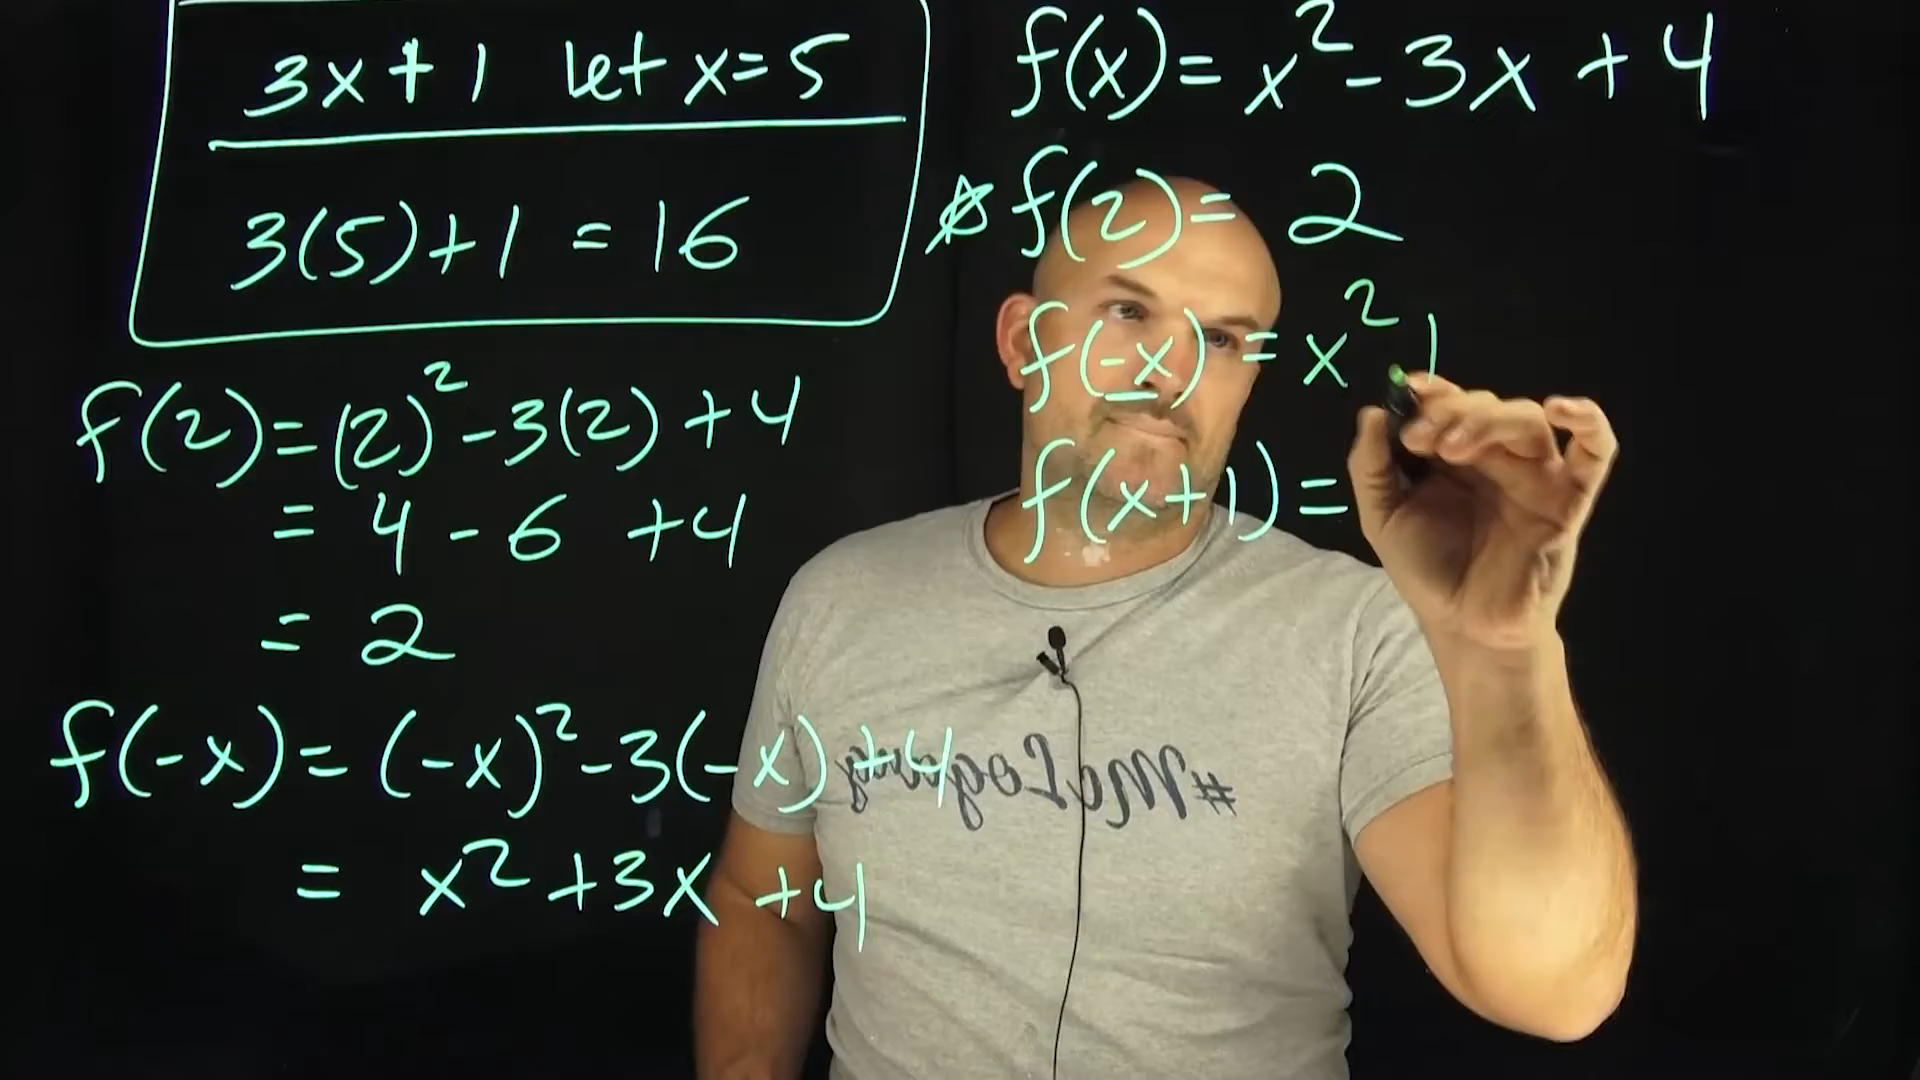 3x+1 let x=5
3(5)+1 = 16
f(2)=(2)²-3(2)+4
= 4-6+4
= 2
f(-x)=(-x)²-3(-x)+4
= x²+3x+4
f(x)=x²-3x+4
☆f(2)= 2
f(-x)=x² |
f(x+1)=